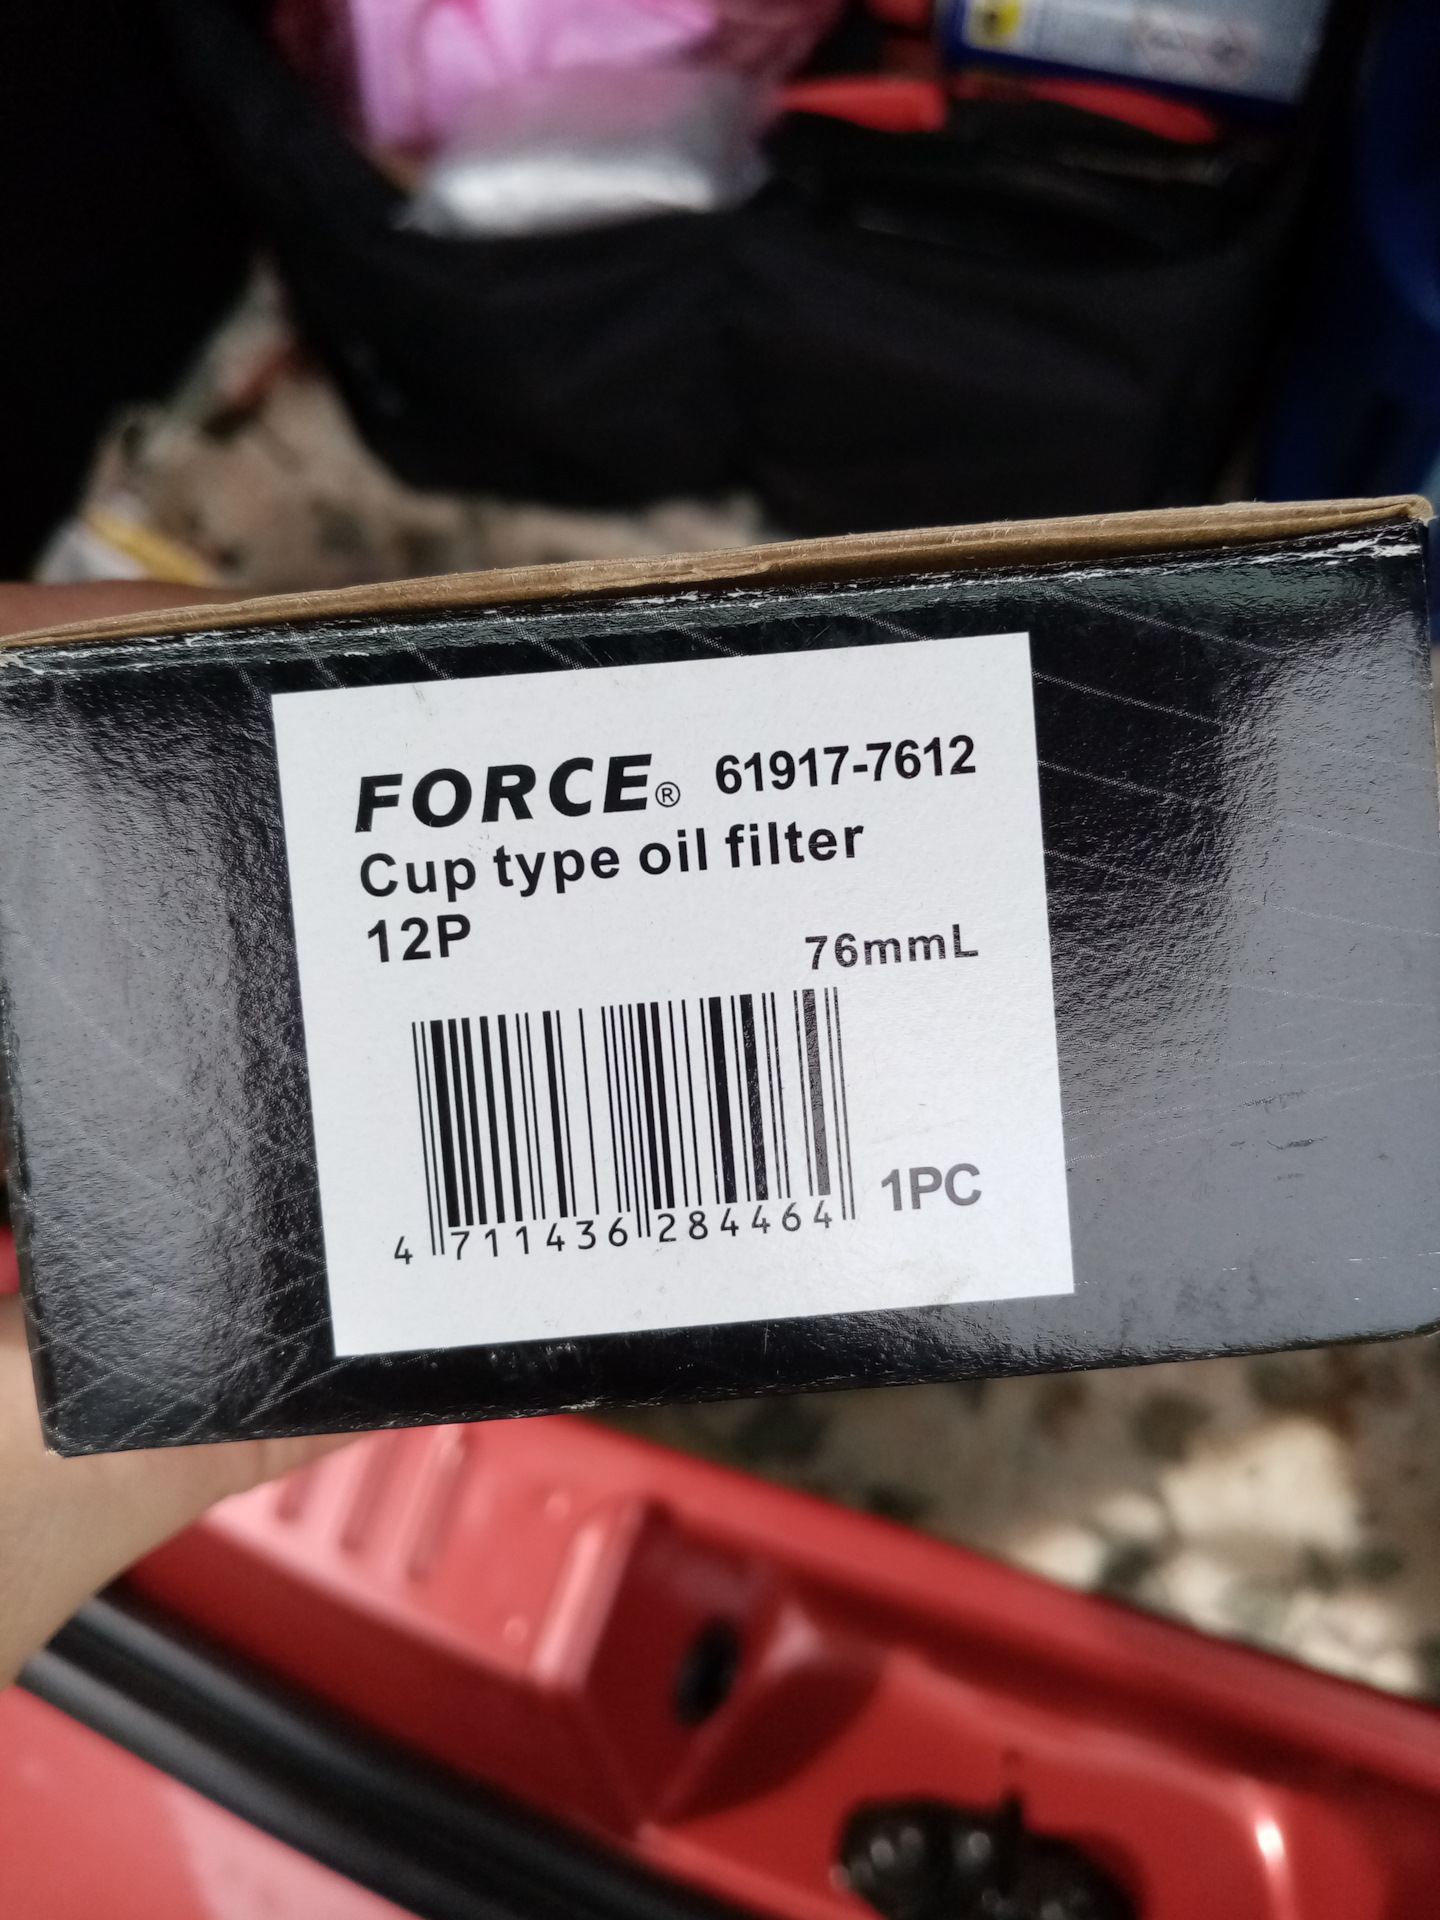 FORCE® 61917-7612
Cup type oil filter
12P
76mmL
4 711436 284464
1PC